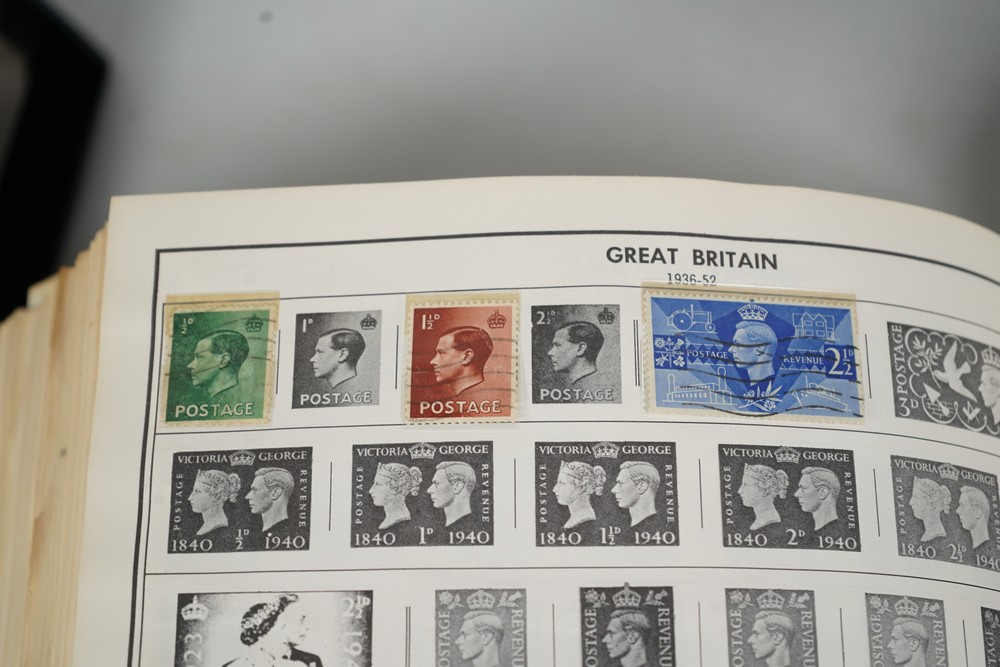 GREAT BRITAIN
1936-52
½D
POSTAGE
1D
POSTAGE
1½D
POSTAGE
2½D
POSTAGE
POSTAGE REVENUE 2½D
POSTAGE
3D
VICTORIA GEORGE
POSTAGE
REVENUE
1840 ½D 1940
VICTORIA GEORGE
POSTAGE
REVENUE
1840 1D 1940
VICTORIA GEORGE
POSTAGE
REVENUE
1840 1½D 1940
VICTORIA GEORGE
POSTAGE
REVENUE
1840 2D 1940
VICTORIA GEORGE
POSTAGE
1840 2½D 1940
REVENUE
POSTAGE
REVENUE
REVENUE